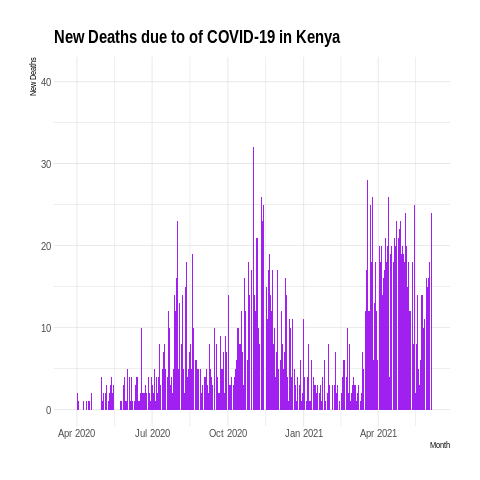 New Deaths due to of COVID-19 in Kenya
New Deaths
40
30
20
10
0
Apr 2020 Jul 2020 Oct 2020 Jan 2021 Apr 2021
Month